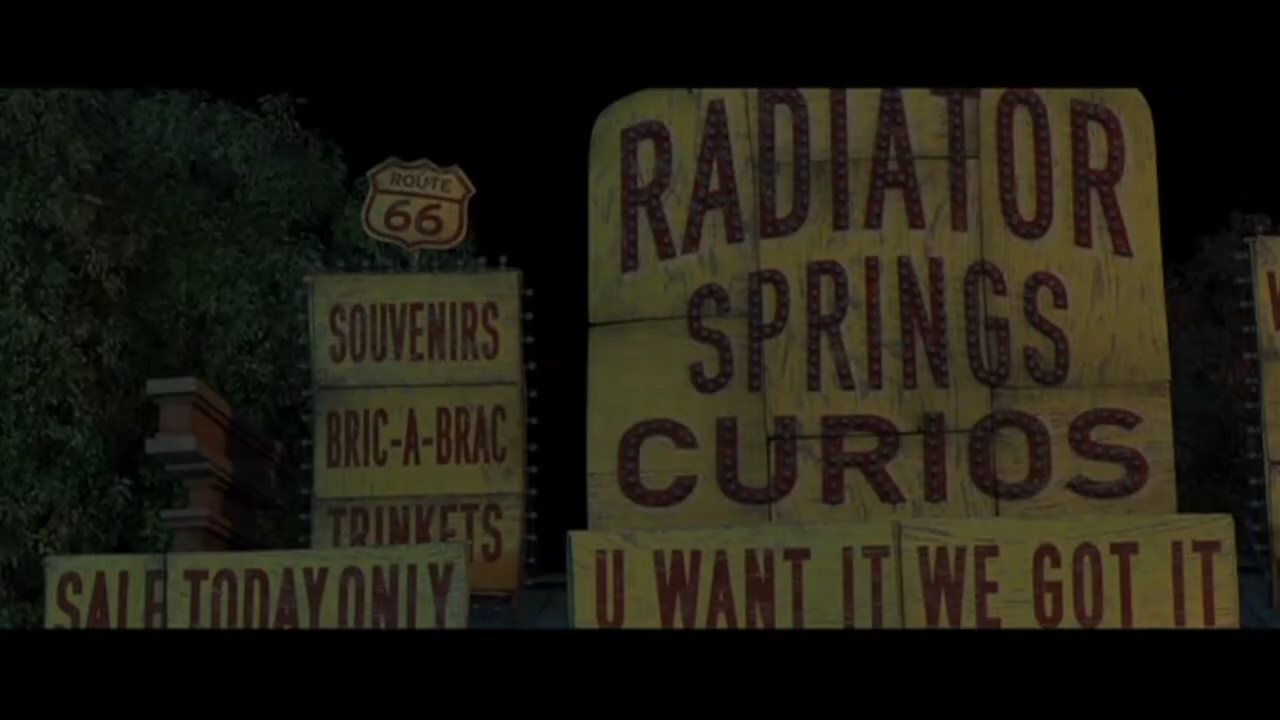 ROUTE
66
SOUVENIRS
BRIC-A-BRAC
TRINKETS
SALE TODAY ONLY
RADIATOR
SPRINGS
CURIOS
U WANT IT WE GOT IT